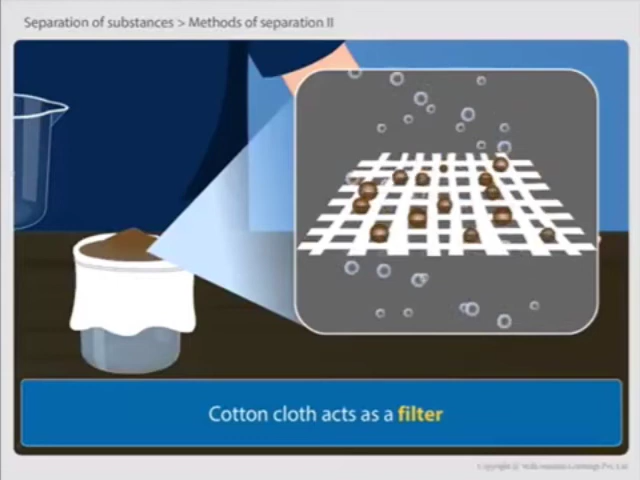 Separation of substances > Methods of separation II
Cotton cloth acts as a filter